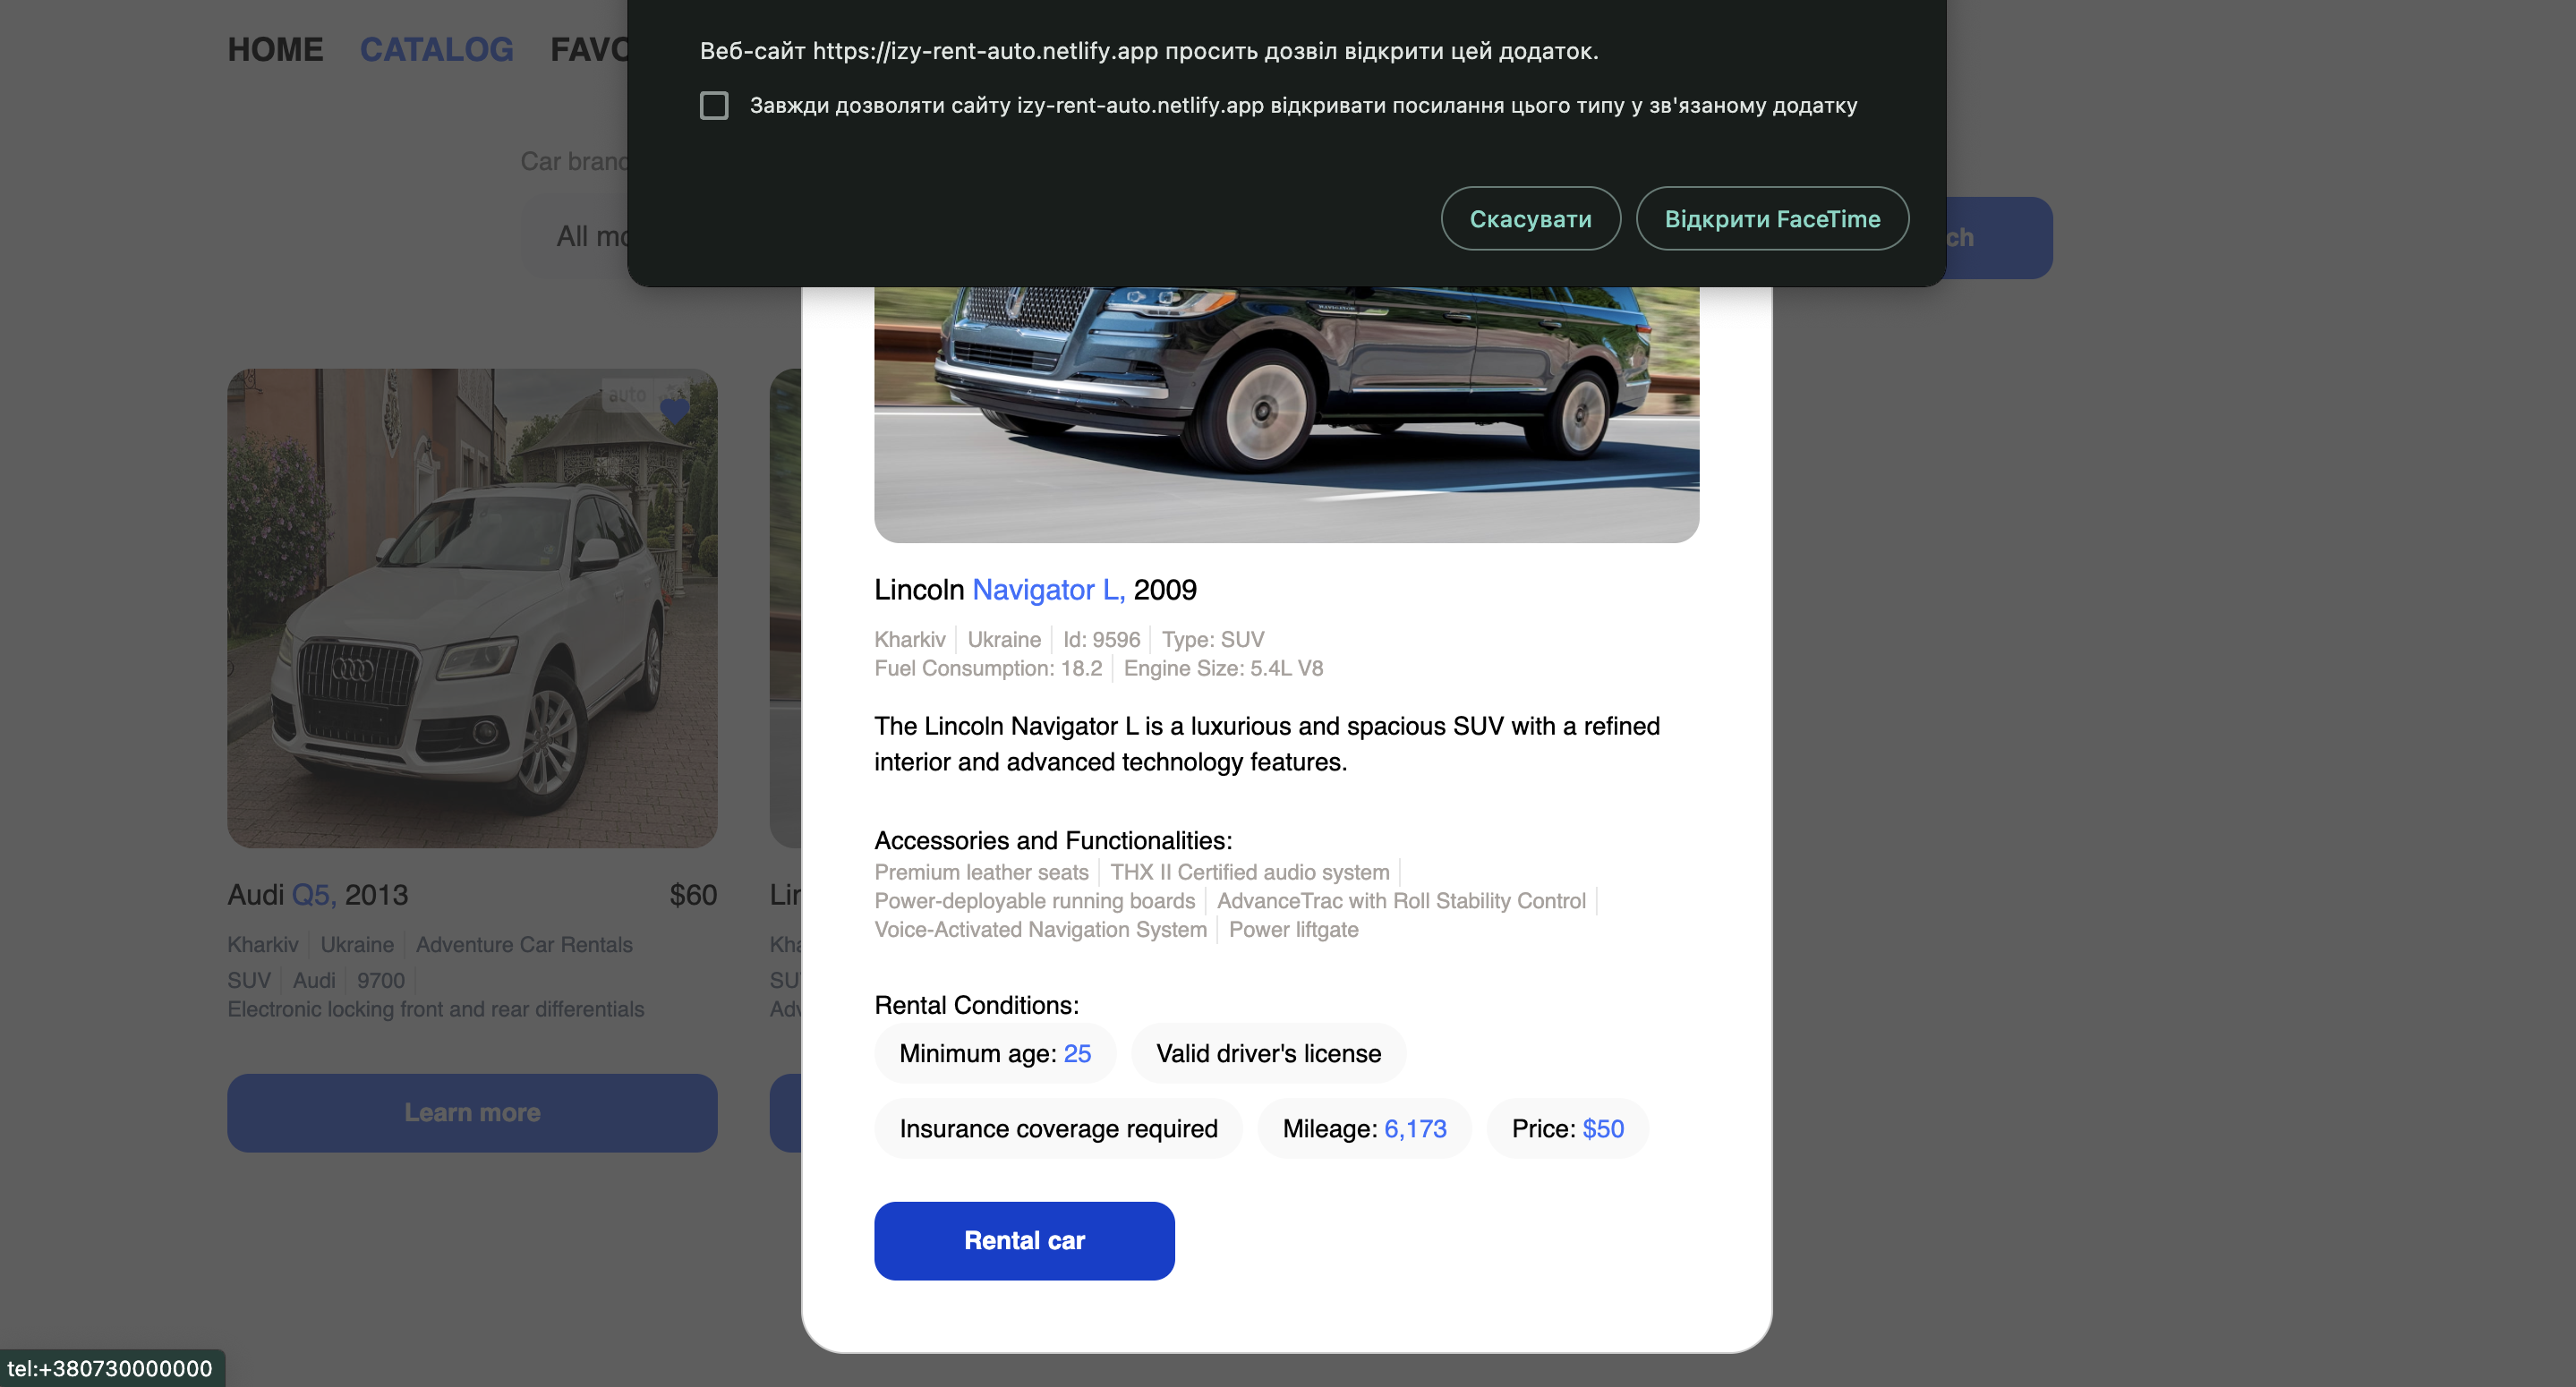 Веб-сайт https://izy-rent-auto.netlify.app просить дозвіл відкрити цей додаток.
Завжди дозволяти сайту izy-rent-auto.netlify.app відкривати посилання цього типу у зв'язаному додатку
Скасувати Відкрити FaceTime
HOME CATALOG
Car brand
All
auto
Audi Q5, 2013 $60
Kharkiv Ukraine Adventure Car Rentals
SUV Audi 9700
Electronic locking front and rear differentials
Learn more
Lincoln Navigator L, 2009
Kharkiv Ukraine Id: 9596 Type: SUV
Fuel Consumption: 18.2 Engine Size: 5.4L V8
The Lincoln Navigator L is a luxurious and spacious SUV with a refined
interior and advanced technology features.
Accessories and Functionalities:
Premium leather seats THX II Certified audio system
Power-deployable running boards AdvanceTrac with Roll Stability Control
Voice-Activated Navigation System Power liftgate
Rental Conditions:
Minimum age: 25 Valid driver's license
Insurance coverage required Mileage: 6,173 Price: $50
Rental car
tel:+380730000000